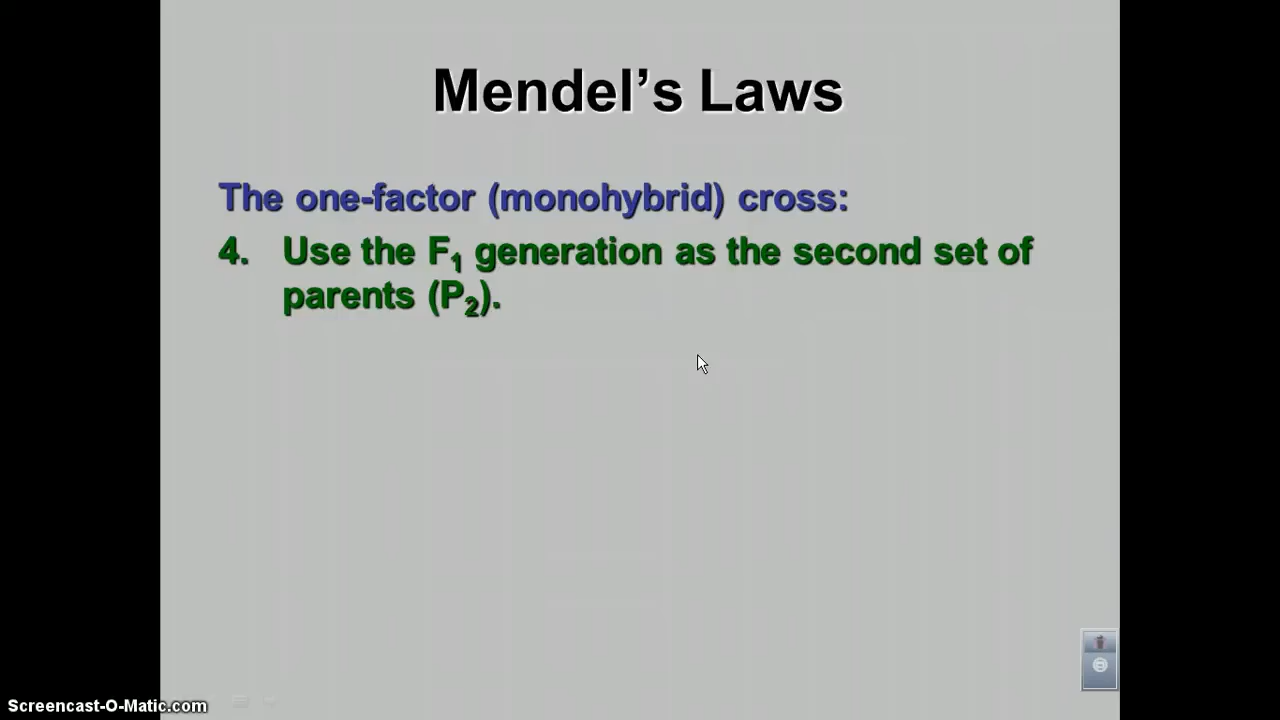 Mendel's Laws
The one-factor (monohybrid) cross:
4. Use the F₁ generation as the second set of
parents (P₂).
Screencast-O-Matic.com